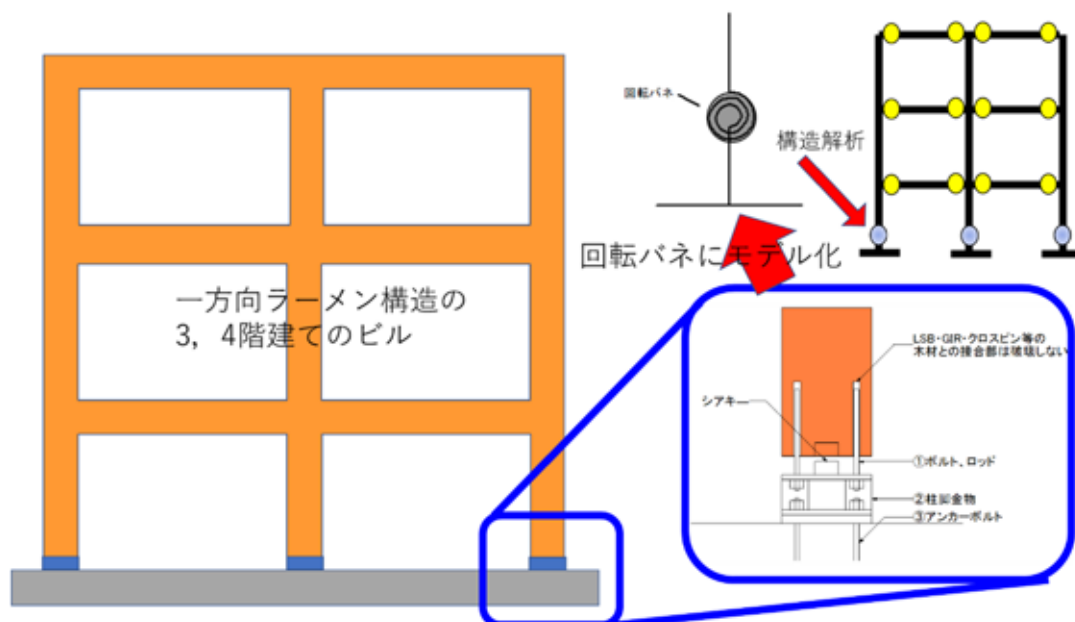 一方向ラーメン構造の
3，4階建てのビル
回転バネ
構造解析
回転バネにモデル化
LSB・GIR・クロスピン等の
木材との接合部は破壊しない
シアキー
①ボルト、ロッド
②柱脚金物
③アンカーボルト